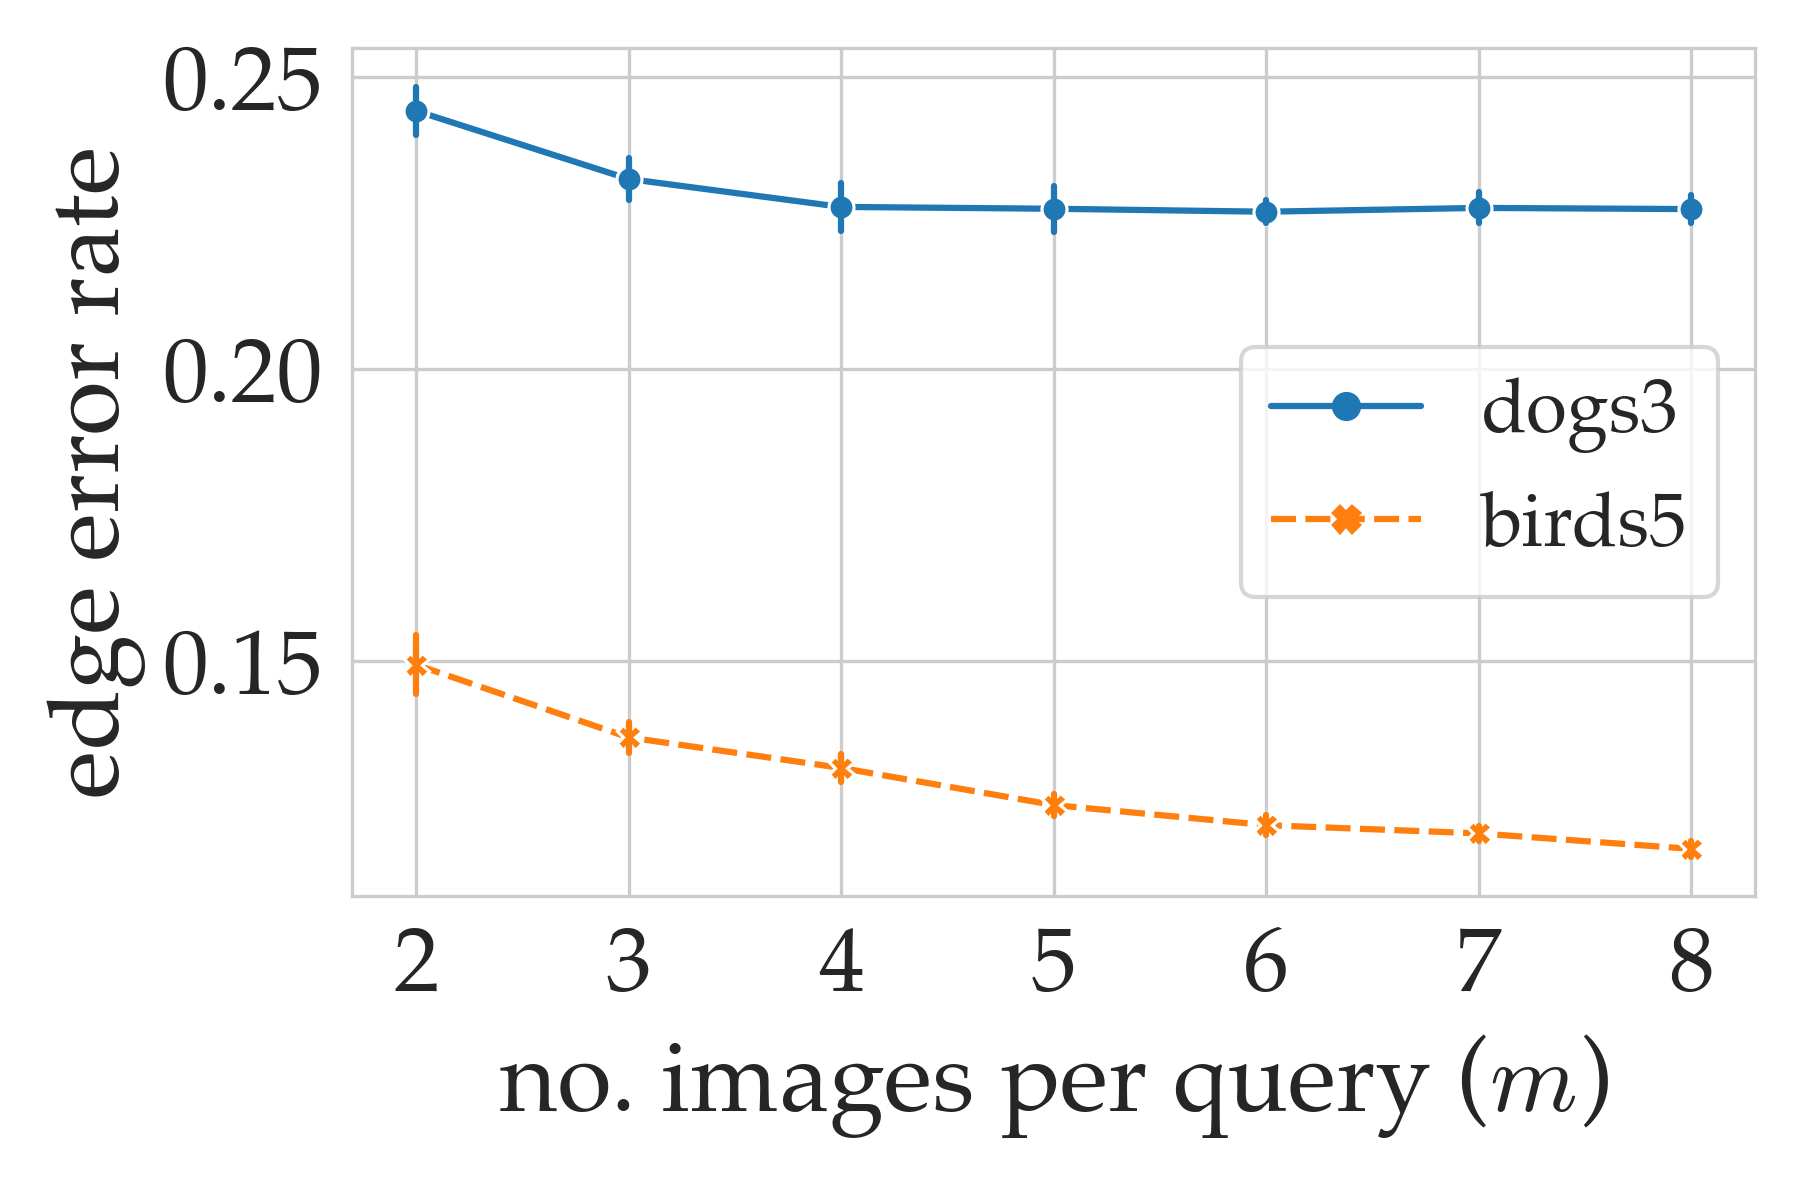 edge error rate
0.25
0.20
0.15
dogs3
birds5
2 3 4 5 6 7 8
no. images per query (m)